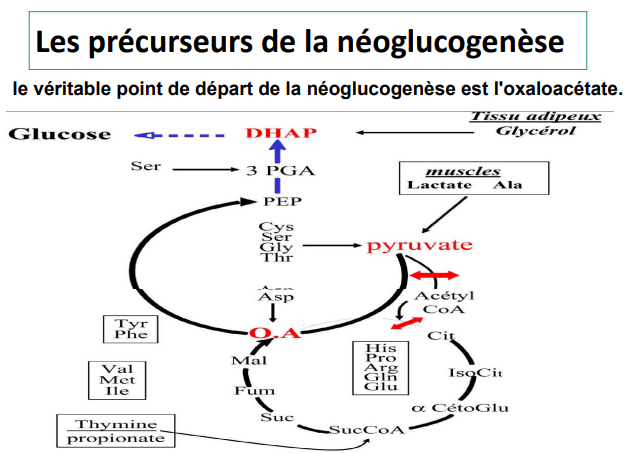 Les précurseurs de la néoglucogenèse
le véritable point de départ de la néoglucogenèse est l'oxaloacétate.
Tissu adipeux
Glycérol
Glucose
DHAP
Ser
3 PGA
PEP
muscles
Lactate Ala
Cys
Ser
Gly
Thr
pyruvate
Asp
Acétyl
CoA
O.A
Tyr
Phe
Val
Met
Ile
His
Pro
Arg
Gln
Glu
Cit
IsoCit
α CétoGlu
SucCoA
Suc
Fum
Mal
Thymine
propionate